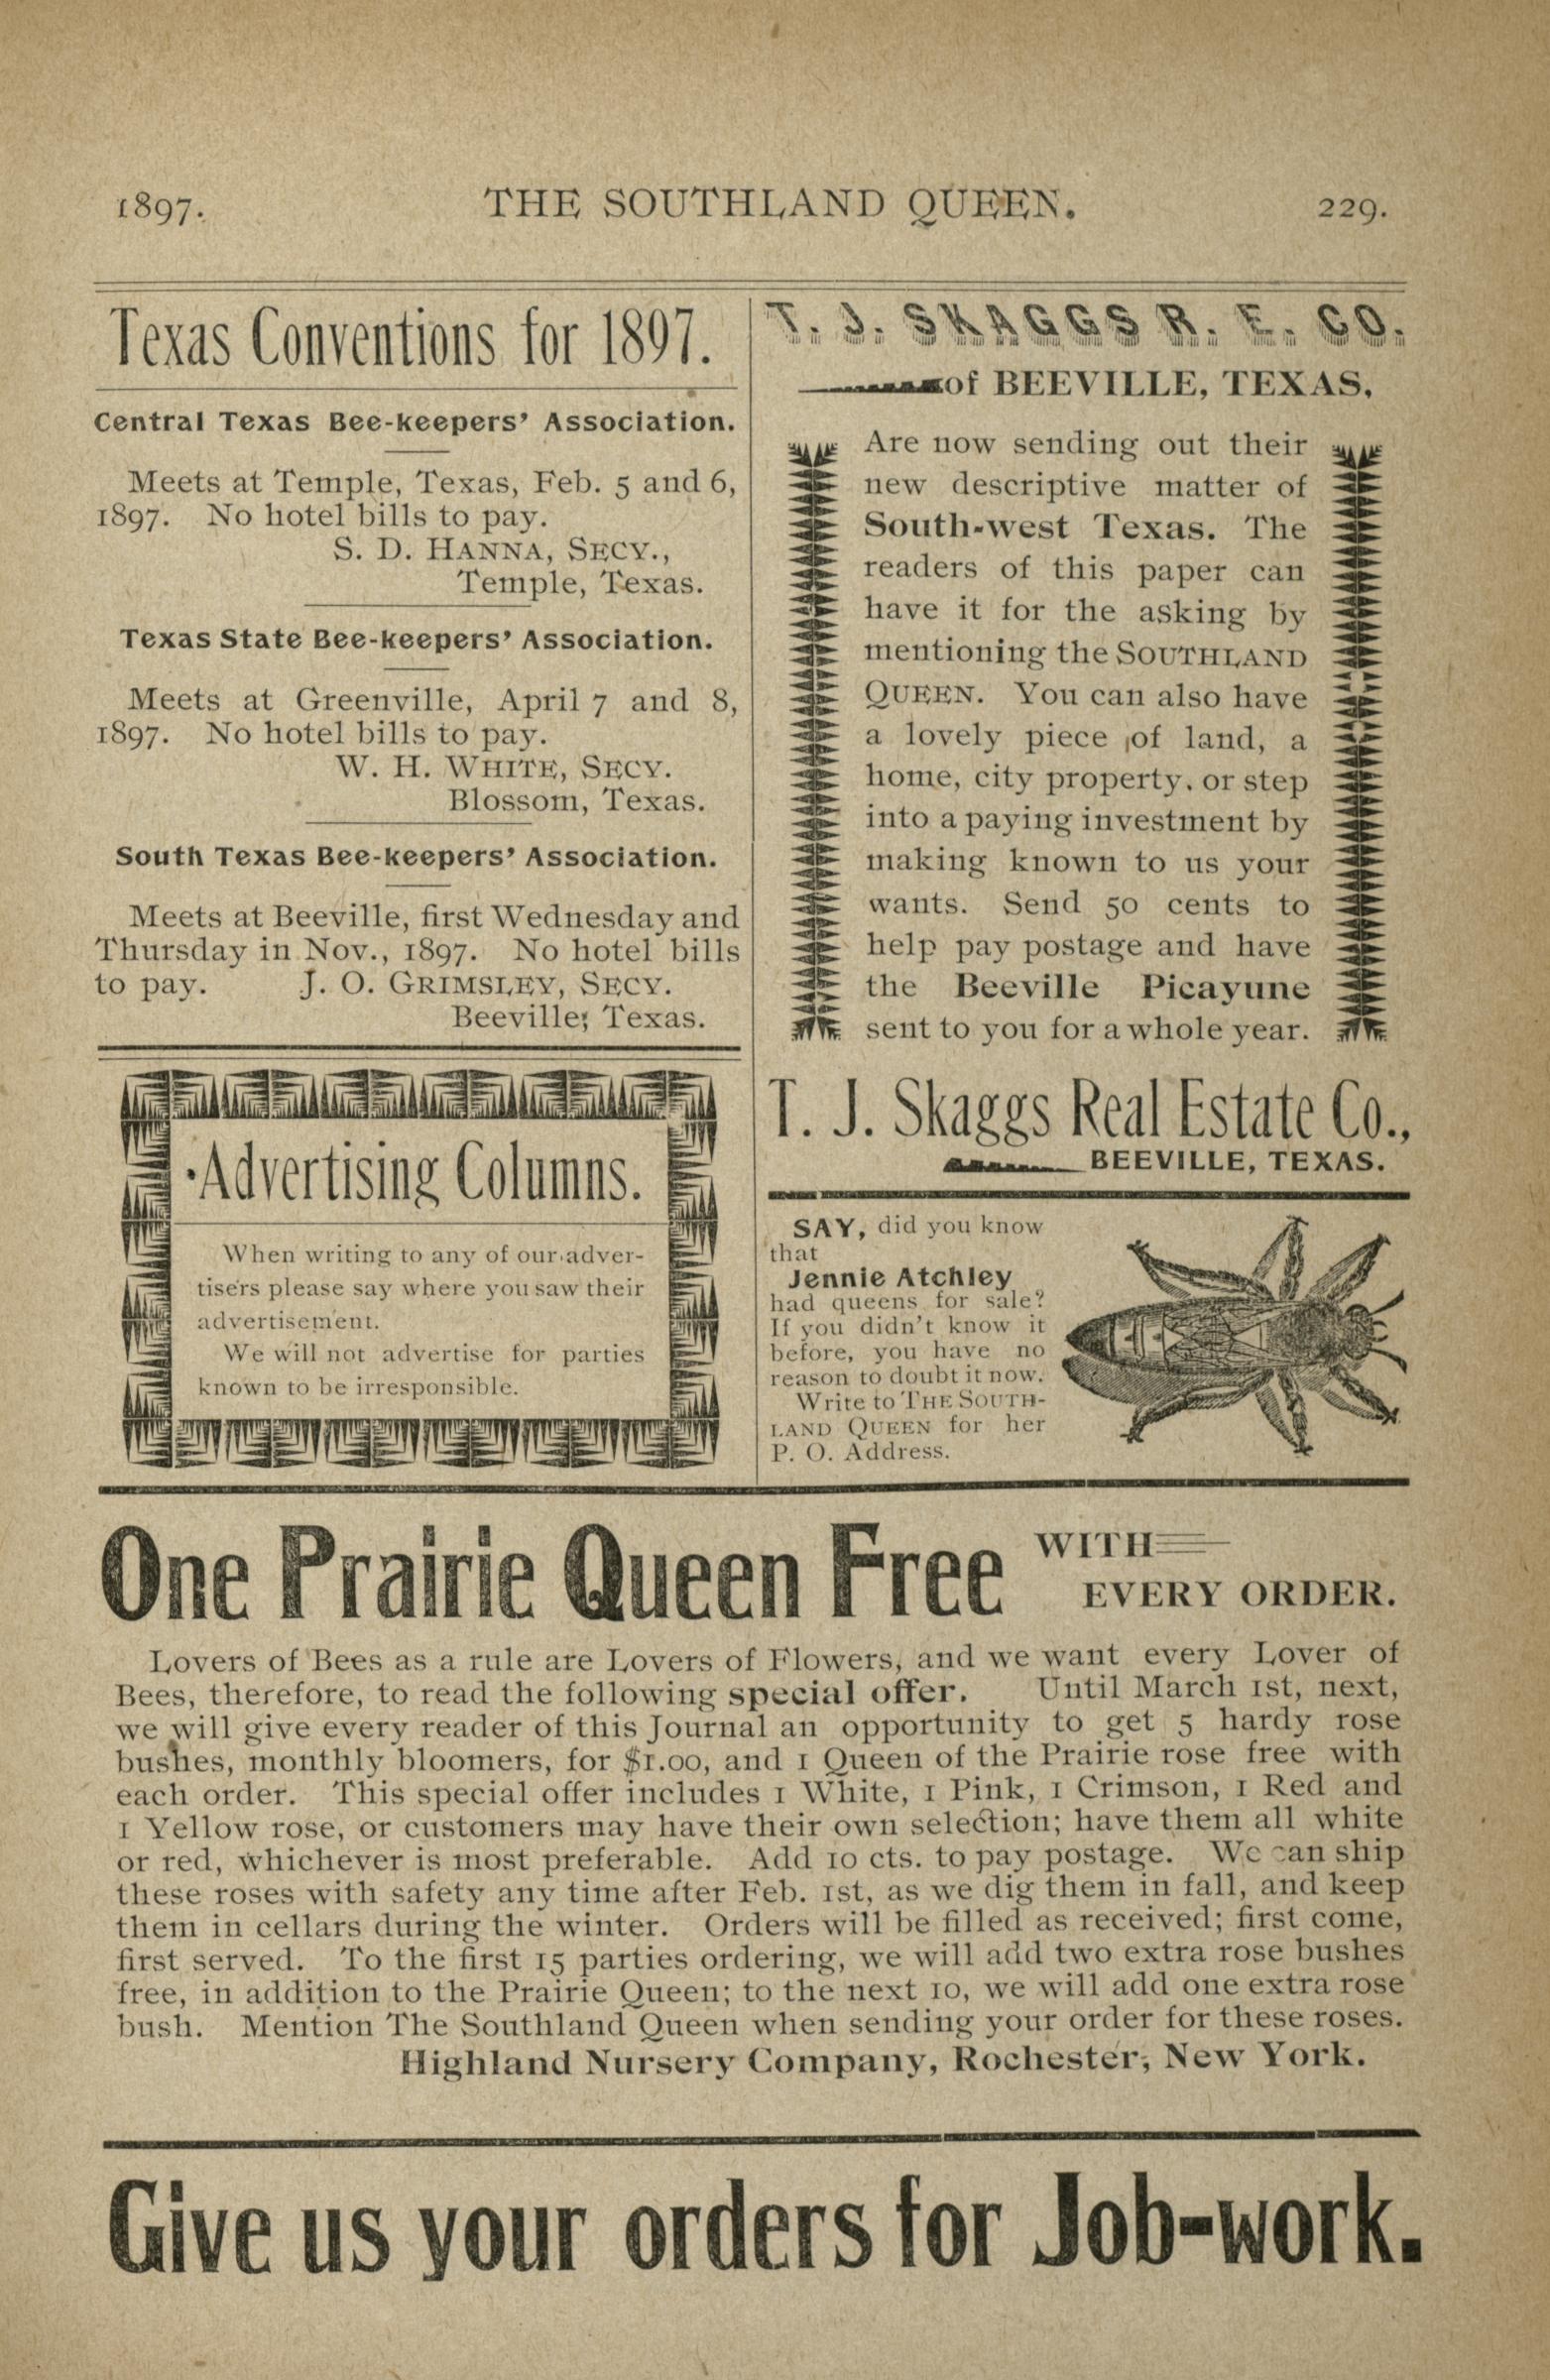 1897. THE SOUTHLAND QUEEN. 229.
Texas Conventions for 1897.
Central Texas Bee-keepers' Association.
Meets at Temple, Texas, Feb. 5 and 6,
1897. No hotel bills to pay.
S. D. HANNA, SECY.,
Temple, Texas.
Texas State Bee-keepers' Association.
Meets at Greenville, April 7 and 8,
1897. No hotel bills to pay.
W. H. WHITE, SECY.
Blossom, Texas.
South Texas Bee-keepers' Association.
Meets at Beeville, first Wednesday and
Thursday in Nov., 1897. No hotel bills
to pay. J. O. GRIMSLEY, SECY.
Beeville; Texas.
Advertising Columns.
When writing to any of our adver-
tisers please say where you saw their
advertisement.
We will not advertise for parties
known to be irresponsible.
T. J. SKAGGS R. E. CO.
of BEEVILLE, TEXAS,
Are now sending out their
new descriptive matter of
South-west Texas. The
readers of this paper can
have it for the asking by
mentioning the SOUTHLAND
QUEEN. You can also have
a lovely piece of land, a
home, city property, or step
into a paying investment by
making known to us your
wants. Send 50 cents to
help pay postage and have
the Beeville Picayune
sent to you for a whole year.
T. J. Skaggs Real Estate Co.,
BEEVILLE, TEXAS.
SAY, did you know
that
Jennie Atchley
had queens for sale?
If you didn't know it
before, you have no
reason to doubt it now.
Write to THE SOUTH-
LAND QUEEN for her
P. O. Address.
One Prairie Queen Free WITH
EVERY ORDER.
Lovers of Bees as a rule are Lovers of Flowers, and we want every Lover of
Bees, therefore, to read the following special offer. Until March 1st, next,
we will give every reader of this Journal an opportunity to get 5 hardy rose
bushes, monthly bloomers, for $1.00, and 1 Queen of the Prairie rose free with
each order. This special offer includes 1 White, 1 Pink, 1 Crimson, 1 Red and
1 Yellow rose, or customers may have their own selection; have them all white
or red, whichever is most preferable. Add 10 cts. to pay postage. We can ship
these roses with safety any time after Feb. 1st, as we dig them in fall, and keep
them in cellars during the winter. Orders will be filled as received; first come,
first served. To the first 15 parties ordering, we will add two extra rose bushes
free, in addition to the Prairie Queen; to the next 10, we will add one extra rose
bush. Mention The Southland Queen when sending your order for these roses.
Highland Nursery Company, Rochester, New York.
Give us your orders for Job-work.